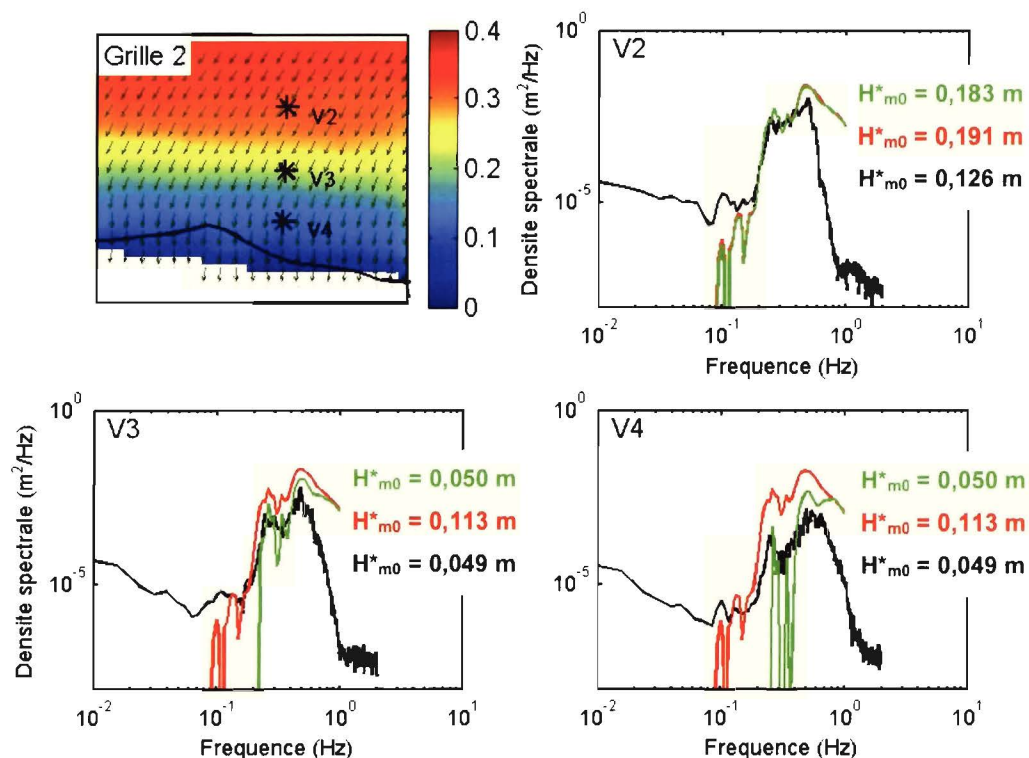 Grille 2
V2
V3
V4
0.4
0.3
0.2
0.1
0
V2
Densite spectrale (m²/Hz)
10⁰
10⁻⁵
H*m0 = 0,183 m
H*m0 = 0,191 m
H*m0 = 0,126 m
10⁻² 10⁻¹ 10⁰ 10¹
Frequence (Hz)
V3
Densite spectrale (m²/Hz)
10⁰
10⁻⁵
H*m0 = 0,050 m
H*m0 = 0,113 m
H*m0 = 0,049 m
10⁻² 10⁻¹ 10⁰ 10¹
Frequence (Hz)
V4
10⁰
10⁻⁵
H*m0 = 0,050 m
H*m0 = 0,113 m
H*m0 = 0,049 m
10⁻² 10⁻¹ 10⁰ 10¹
Frequence (Hz)